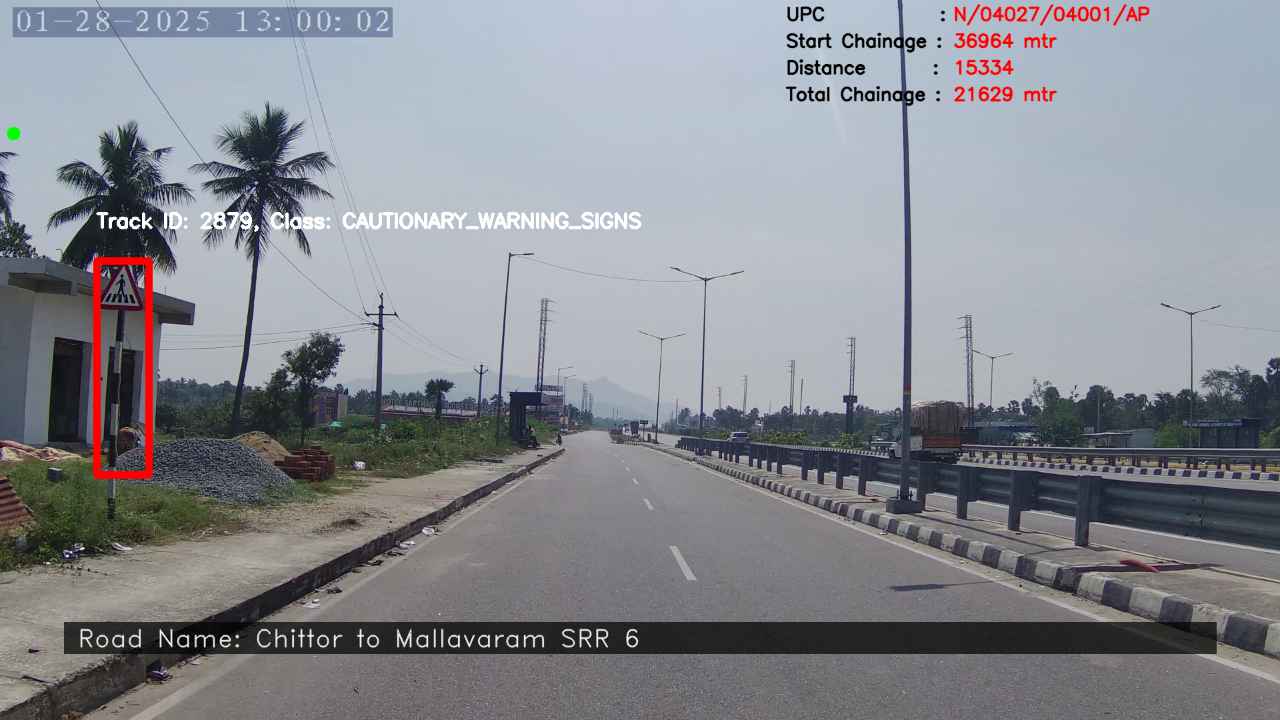 01-28-2025 13:00:02
UPC : N/04027/04001/AP
Start Chainage : 36964 mtr
Distance : 15334
Total Chainage : 21629 mtr
Track ID: 2879, Class: CAUTIONARY_WARNING_SIGNS
Road Name: Chittor to Mallavaram SRR 6